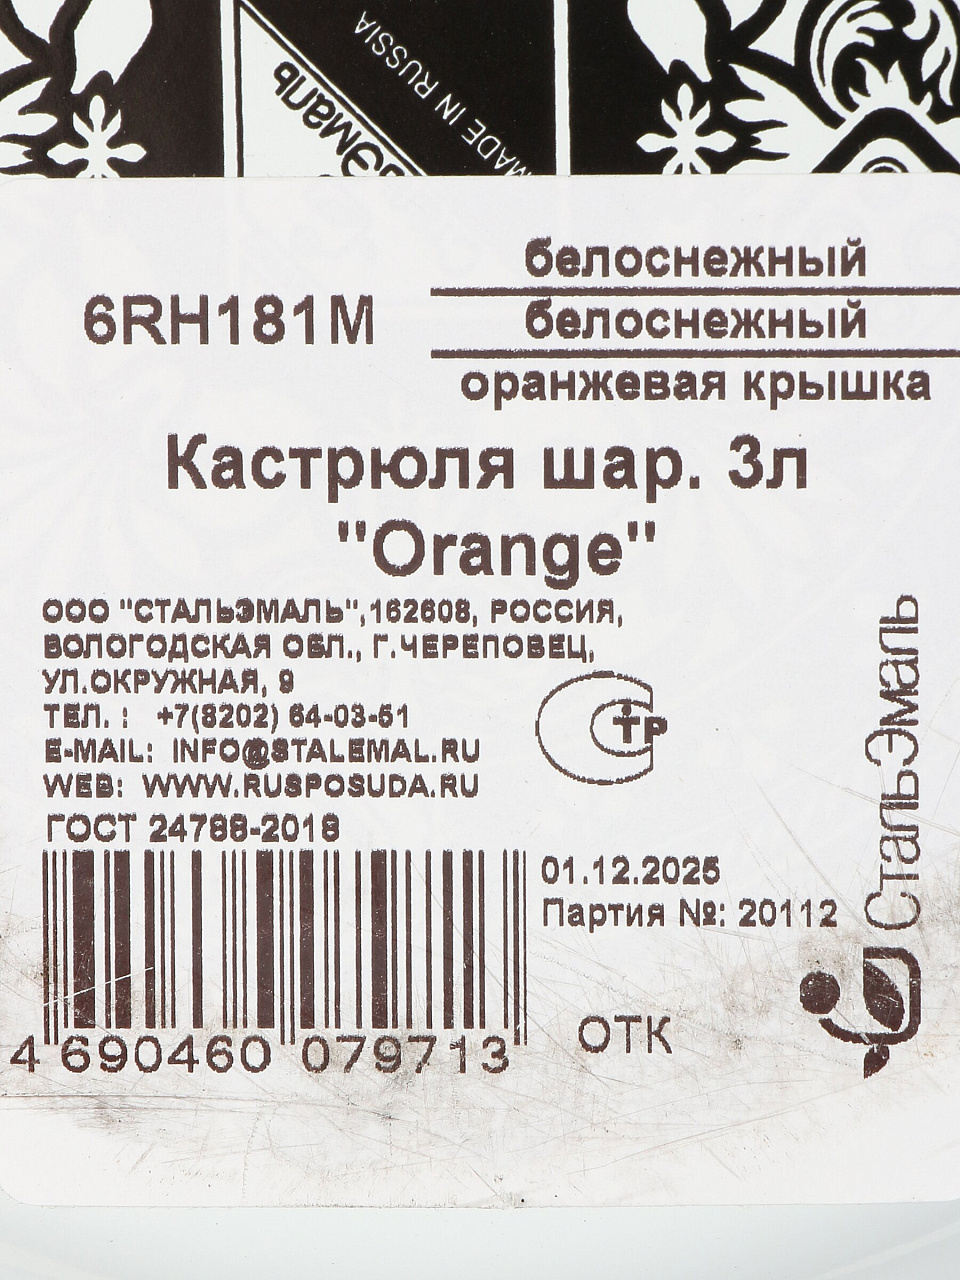 MADE IN RUSSIA
ьЭмаль
белоснежный
6RH181M
белоснежный
оранжевая крышка
Кастрюля шар. 3л
"Orange"
ООО "СТАЛЬЭМАЛЬ",162608, РОССИЯ,
ВОЛОГОДСКАЯ ОБЛ., Г.ЧЕРЕПОВЕЦ,
УЛ.ОКРУЖНАЯ, 9
ТЕЛ. : +7(8202) 64-03-51
E-MAIL: INFO@STALEMAL.RU
WEB: WWW.RUSPOSUDA.RU
ГОСТ 24788-2018
СТР
01.12.2025
Партия №: 20112
ОТК
4 690460 079713
СтальЭмаль